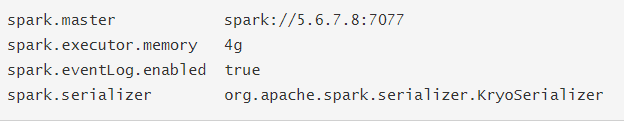 spark.master            spark://5.6.7.8:7077
spark.executor.memory   4g
spark.eventLog.enabled  true
spark.serializer        org.apache.spark.serializer.KryoSerializer